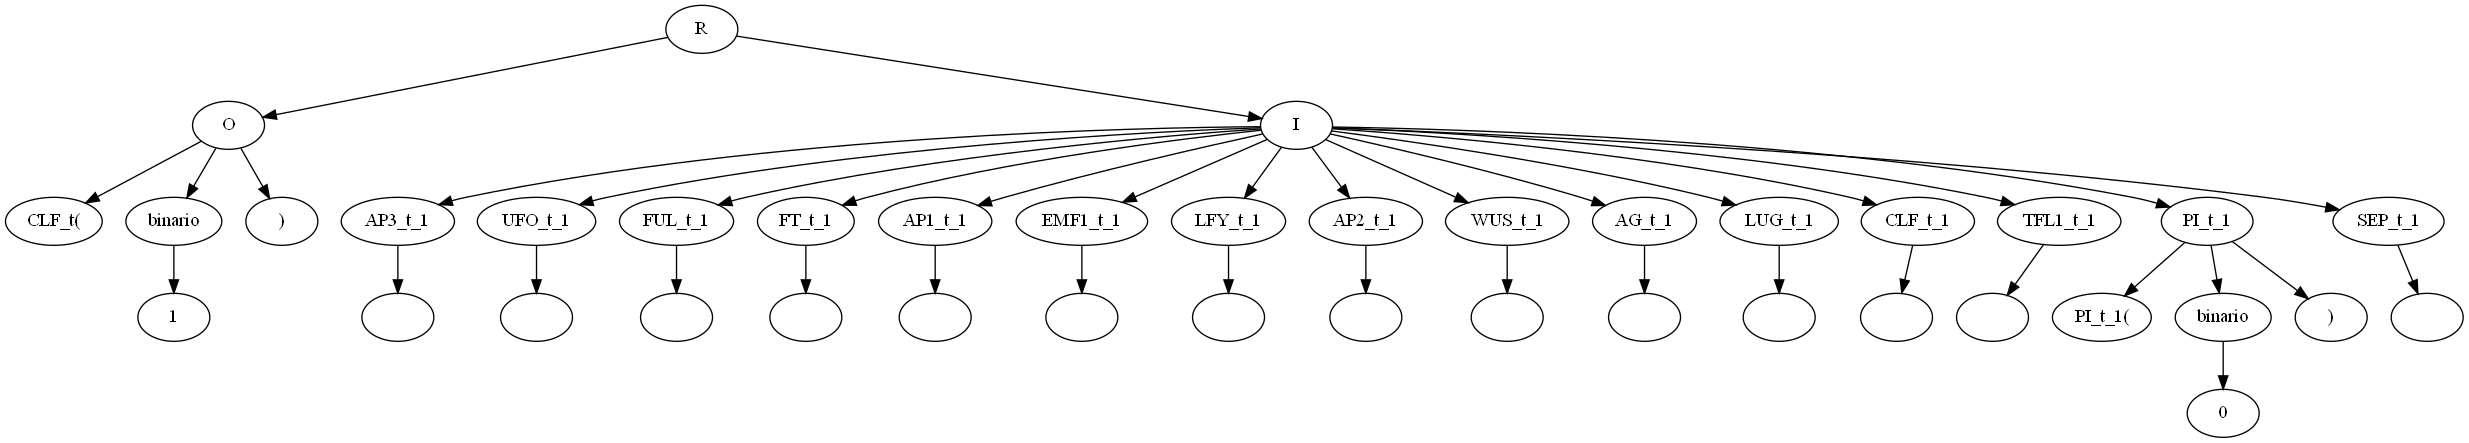 R
O I
CLF_t( binario ) AP3_t_1 UFO_t_1 FUL_t_1 FT_t_1 AP1_t_1 EMF1_t_1 LFY_t_1 AP2_t_1 WUS_t_1 AG_t_1 LUG_t_1 CLF_t_1 TFL1_t_1 PI_t_1 SEP_t_1
1 PI_t_1( binario )
0